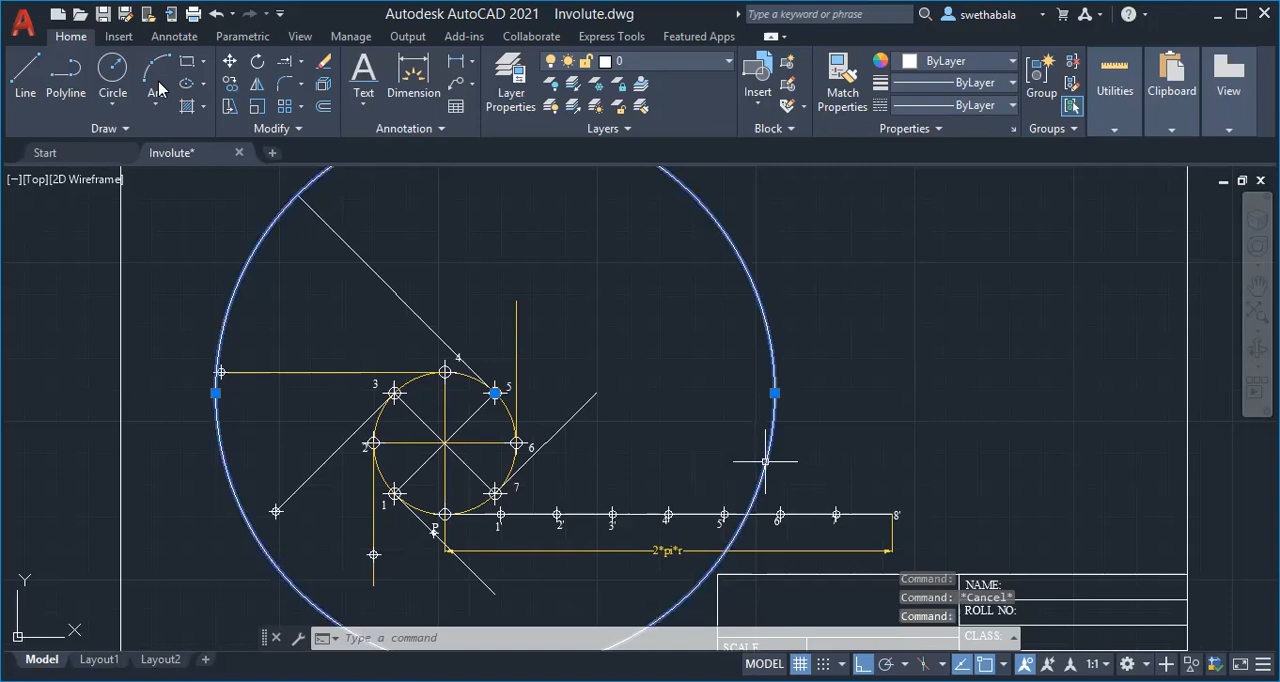 Autodesk AutoCAD 2021 Involute.dwg
Type a keyword or phrase
swethabala
Home Insert Annotate Parametric View Manage Output Add-ins Collaborate Express Tools Featured Apps
Line Polyline Circle
Draw
Modify
Text Dimension
Annotation
Layer Properties
0
Layers
Insert
Block
Match Properties
ByLayer
ByLayer
ByLayer
Properties
Group
Groups
Utilities
Clipboard
View
Start Involute*
[−][Top][2D Wireframe]
4
3 5
2 6
7
1
P
1' 2' 3' 4' 5' 6' 7' 8'
2*pi*r
Y
X
Command:
Command: *Cancel*
Command:
NAME:
ROLL NO:
CLASS:
SCALE
Type a command
Model Layout1 Layout2 +
MODEL 1:1